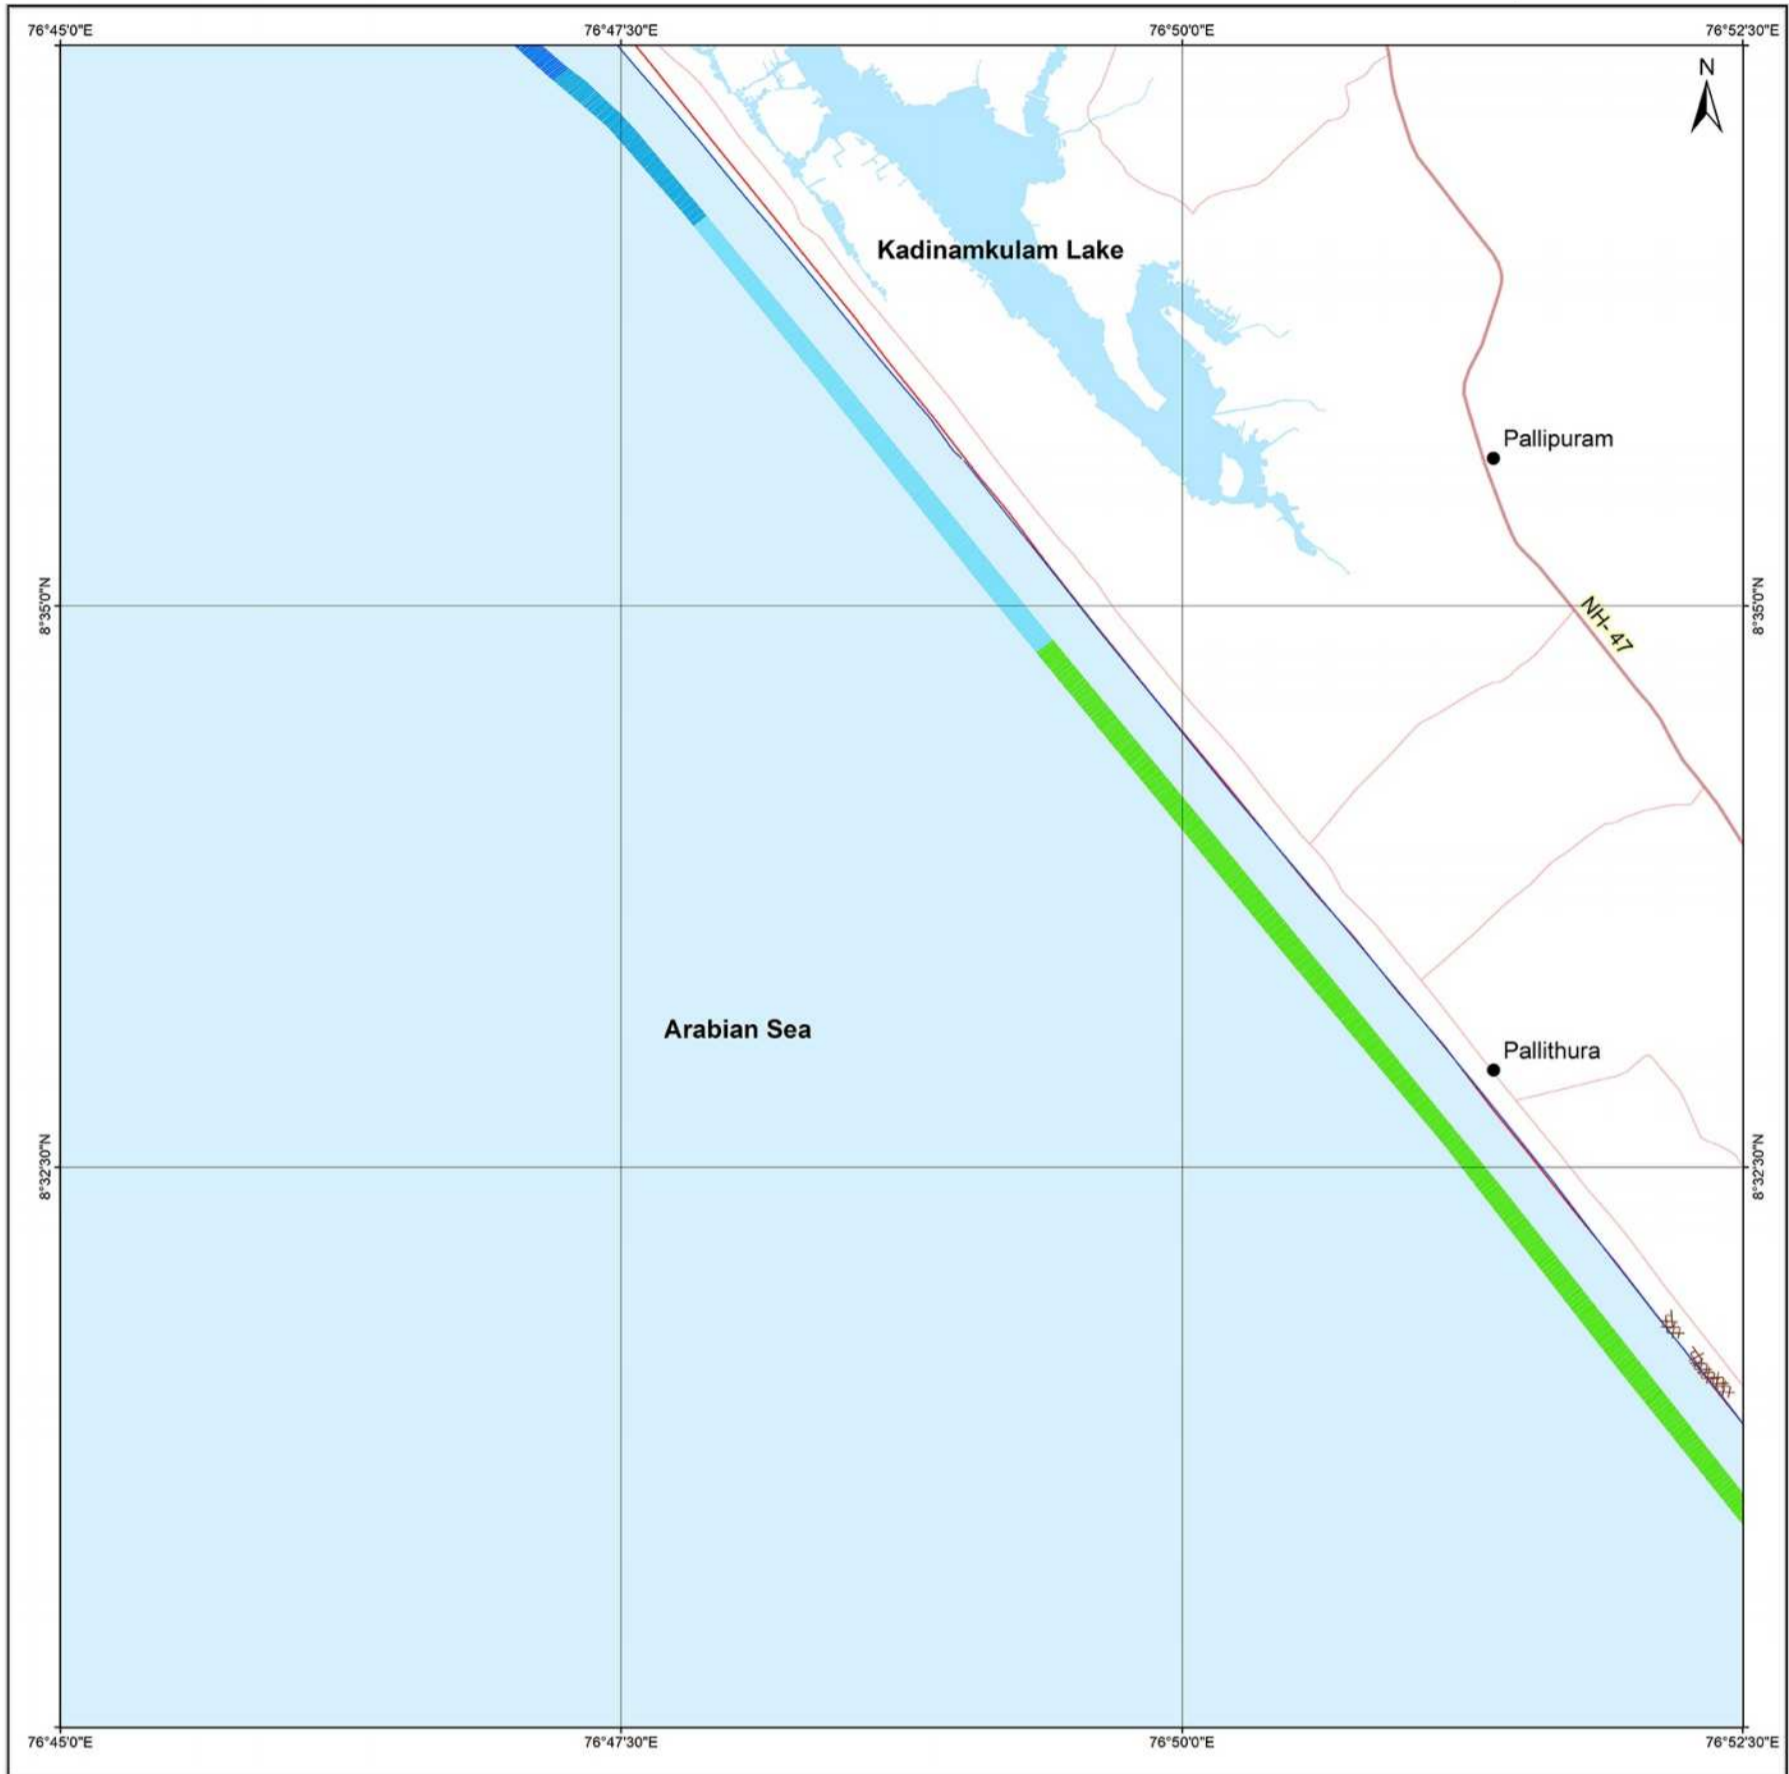 76°45'0"E 76°47'30"E 76°50'0"E 76°52'30"E
N
Kadinamkulam Lake
Pallipuram
8°35'0"N 8°35'0"N
NH-47
Arabian Sea
Pallithura
8°32'30"N 8°32'30"N
76°45'0"E 76°47'30"E 76°50'0"E 76°52'30"E